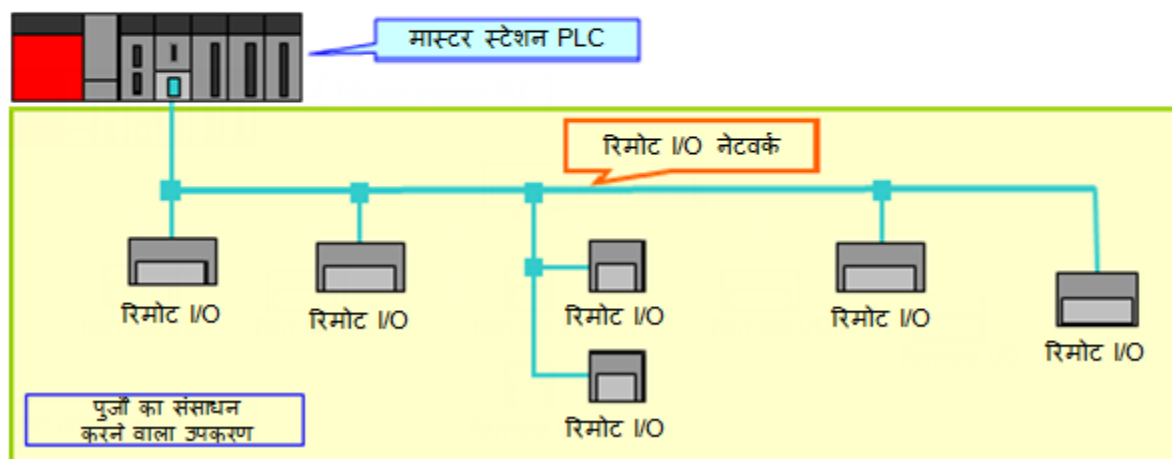 मास्टर स्टेशन PLC
रिमोट I/O नेटवर्क
रिमोट I/O
रिमोट I/O
रिमोट I/O
रिमोट I/O
रिमोट I/O
रिमोट I/O
पुर्जों का संसाधन
करने वाला उपकरण